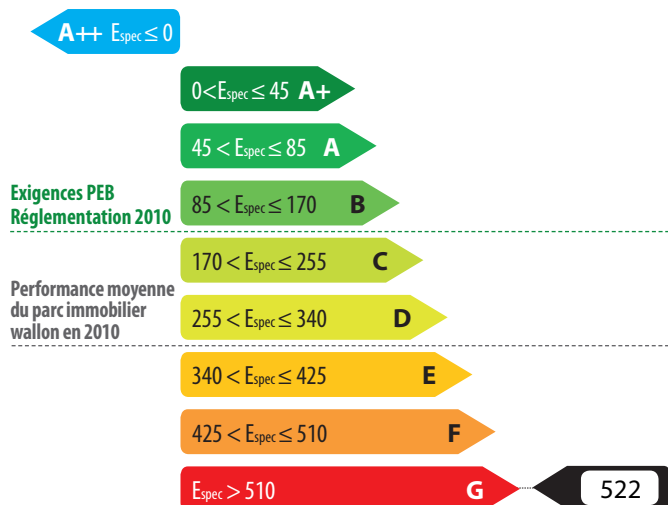 A++ Espec ≤ 0
0<Espec ≤ 45 A+
45 < Espec ≤ 85 A
Exigences PEB
Réglementation 2010
85 < Espec ≤ 170 B
170 < Espec ≤ 255 C
Performance moyenne
du parc immobilier
wallon en 2010
255 < Espec ≤ 340 D
340 < Espec ≤ 425 E
425 < Espec ≤ 510 F
Espec > 510 G 522